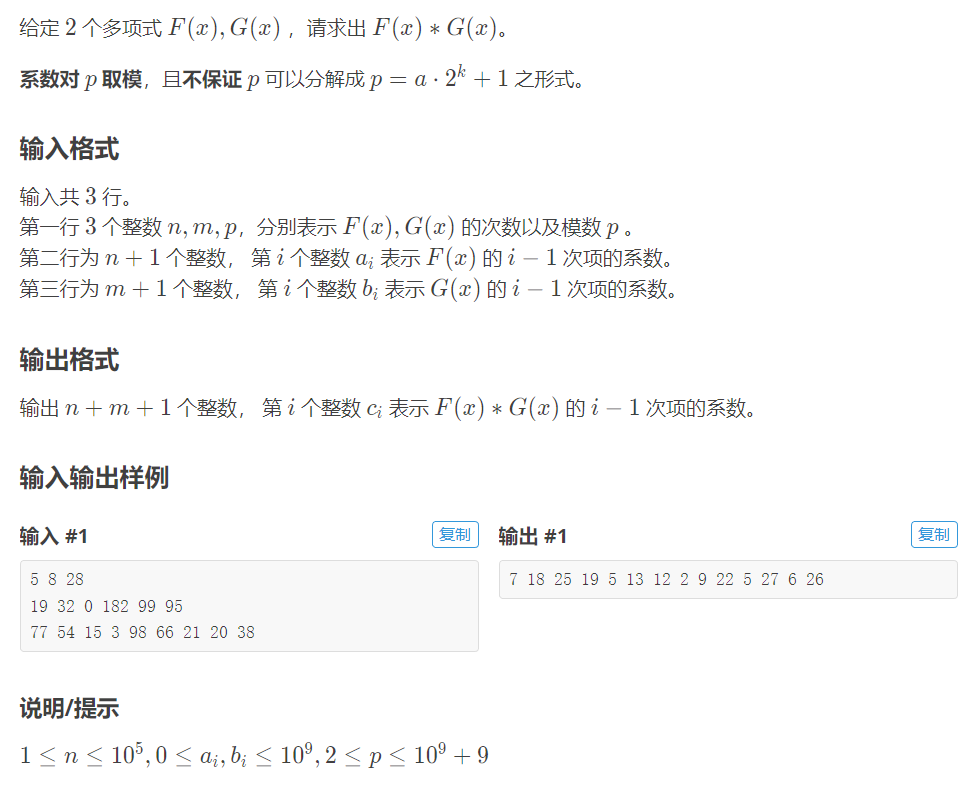 给定 2 个多项式 F(x), G(x) ，请求出 F(x) ∗ G(x)。
系数对 p 取模，且不保证 p 可以分解成 p = a · 2^k + 1 之形式。
输入格式
输入共 3 行。
第一行 3 个整数 n, m, p，分别表示 F(x), G(x) 的次数以及模数 p 。
第二行为 n + 1 个整数， 第 i 个整数 a_i 表示 F(x) 的 i − 1 次项的系数。
第三行为 m + 1 个整数， 第 i 个整数 b_i 表示 G(x) 的 i − 1 次项的系数。
输出格式
输出 n + m + 1 个整数， 第 i 个整数 c_i 表示 F(x) ∗ G(x) 的 i − 1 次项的系数。
输入输出样例
输入 #1
复制
5 8 28
19 32 0 182 99 95
77 54 15 3 98 66 21 20 38
输出 #1
复制
7 18 25 19 5 13 12 2 9 22 5 27 6 26
说明/提示
1 ≤ n ≤ 10^5, 0 ≤ a_i, b_i ≤ 10^9, 2 ≤ p ≤ 10^9 + 9